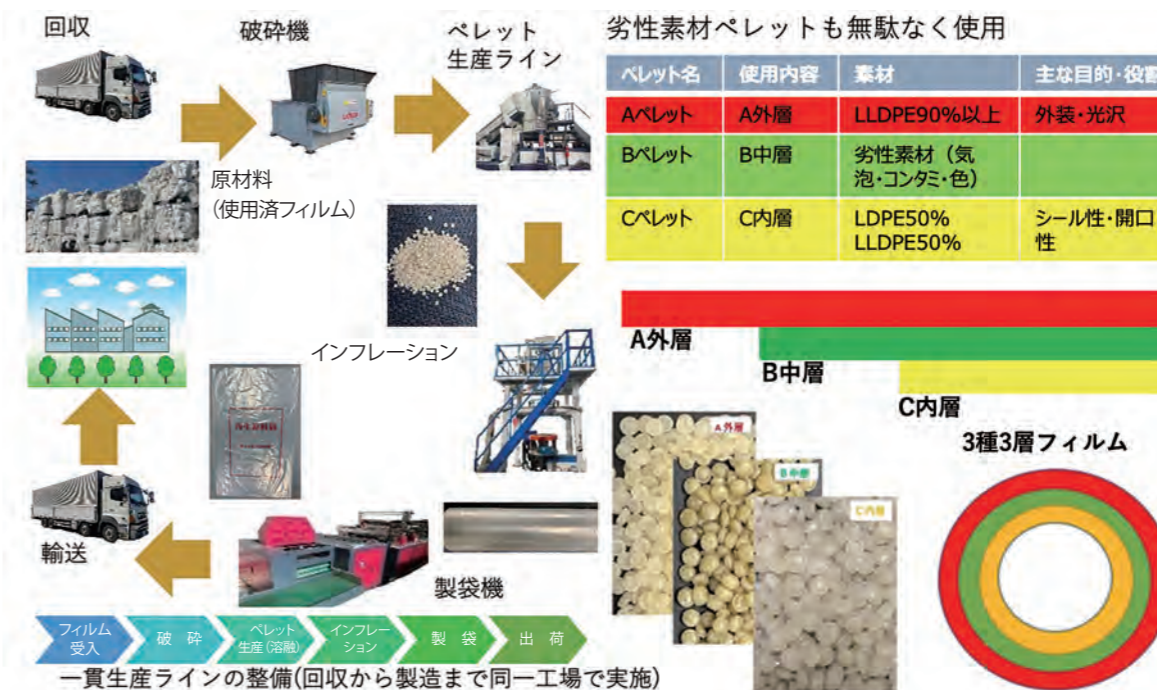 回収
破砕機
ペレット
生産ライン
原材料
（使用済フィルム）
インフレーション
製袋機
輸送
フィルム
受入
破 砕
ペレット
生産（溶融）
インフレー
ション
製 袋
出 荷
一貫生産ラインの整備(回収から製造まで同一工場で実施)
劣性素材ペレットも無駄なく使用
ペレット名 使用内容 素材 主な目的・役割
Aペレット A外層 LLDPE90%以上 外装・光沢
Bペレット B中層 劣性素材（気
泡・コンタミ・色）
Cペレット C内層 LDPE50% シール性・開口
LLDPE50% 性
A外層
B中層
C内層
3種3層フィルム
A外層
B中層
C内層